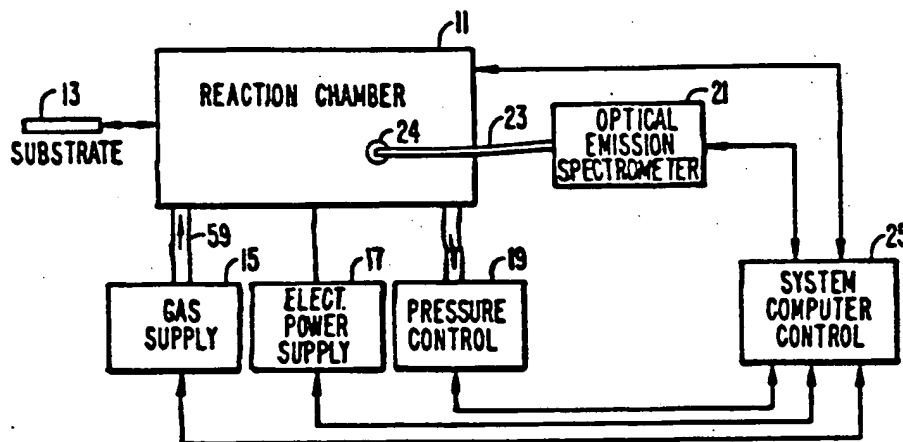 11
REACTION CHAMBER
13
SUBSTRATE
24
23
21
OPTICAL
EMISSION
SPECTROMETER
59
15
GAS
SUPPLY
17
ELECT.
POWER
SUPPLY
19
PRESSURE
CONTROL
25
SYSTEM
COMPUTER
CONTROL